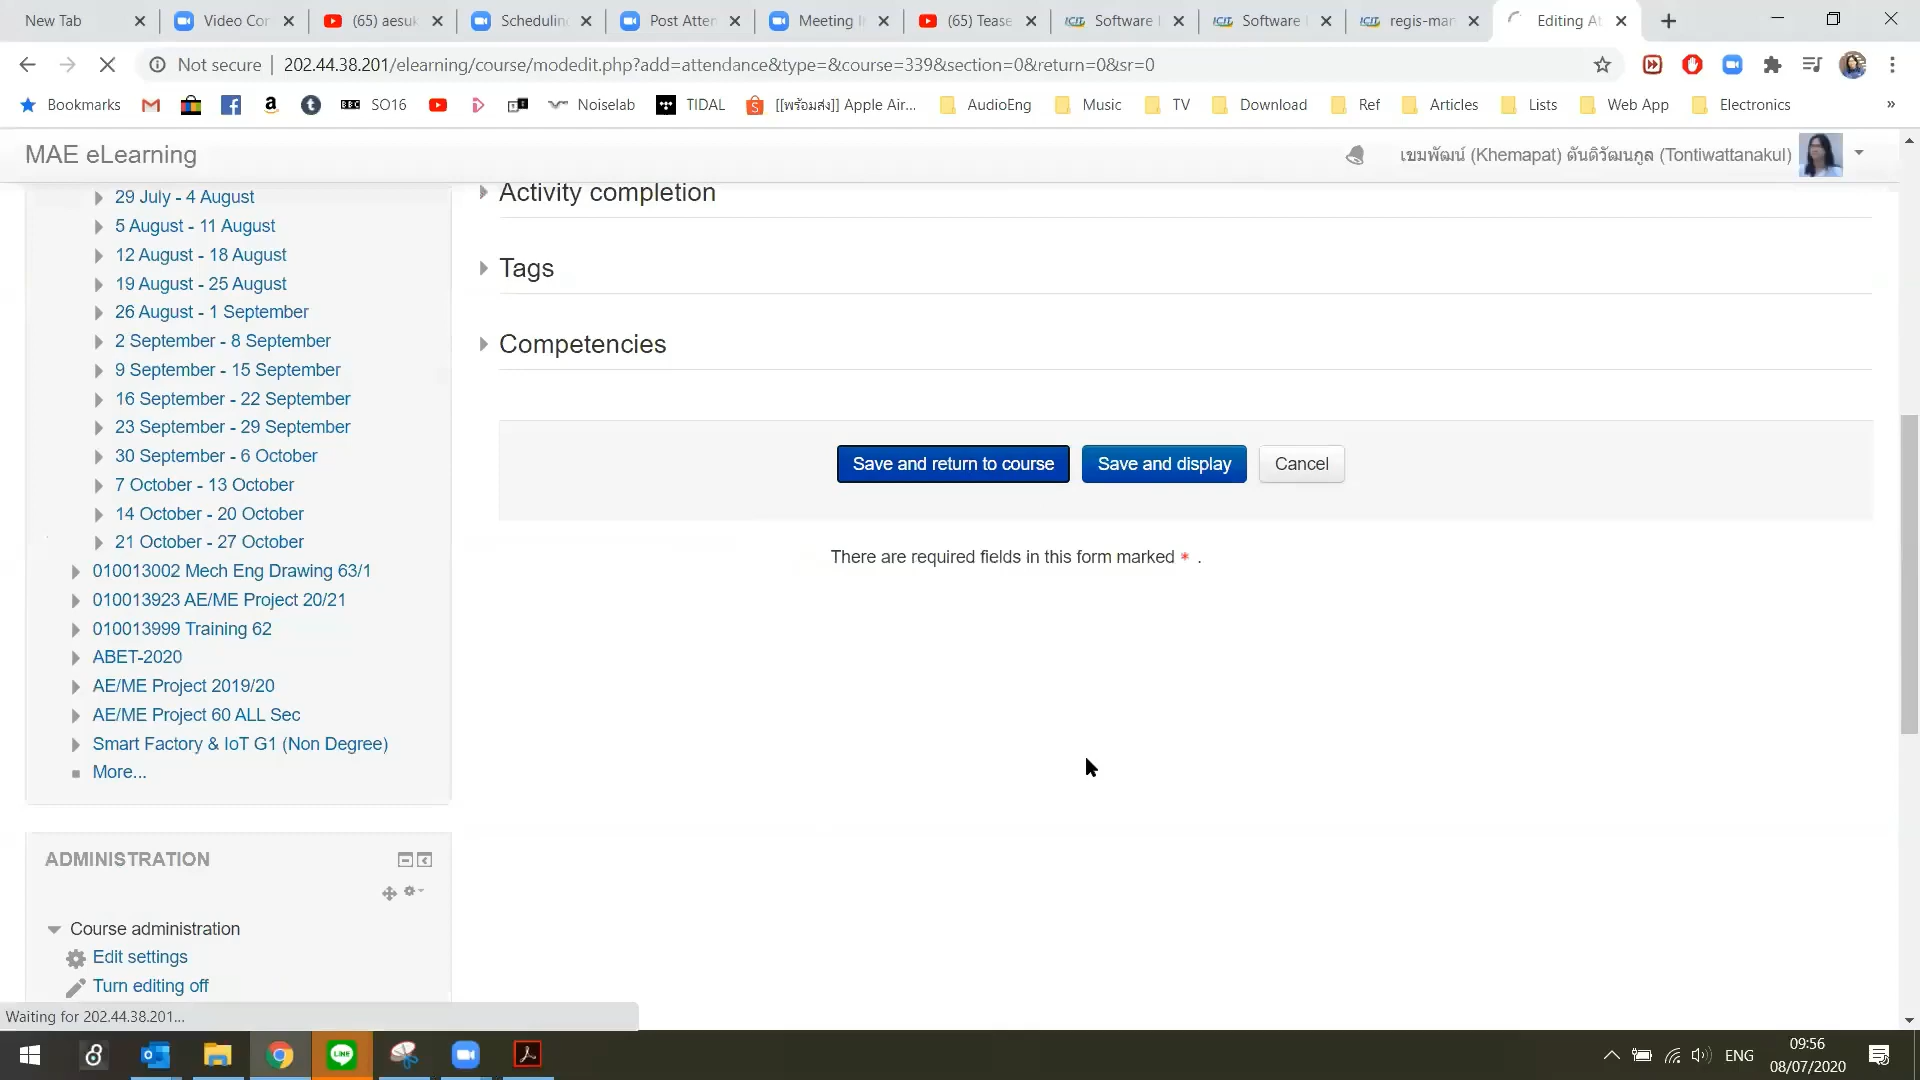 New Tab
Video Cor
(65) aesuk
Scheduling
Post Atten
Meeting I
(65) Tease
ICIT Software
ICIT Software
ICIT regis-man
Editing At
Not secure
202.44.38.201/elearning/course/modedit.php?add=attendance&type=&course=339&section=0&return=0&sr=0
Bookmarks
BBC SO16
Noiselab
TIDAL
[[พร้อมส่ง]] Apple Air...
AudioEng
Music
TV
Download
Ref
Articles
Lists
Web App
Electronics
»
MAE eLearning
เขมพัฒน์ (Khemapat) ตันติวัฒนกูล (Tontiwattanakul)
29 July - 4 August
5 August - 11 August
12 August - 18 August
19 August - 25 August
26 August - 1 September
2 September - 8 September
9 September - 15 September
16 September - 22 September
23 September - 29 September
30 September - 6 October
7 October - 13 October
14 October - 20 October
21 October - 27 October
010013002 Mech Eng Drawing 63/1
010013923 AE/ME Project 20/21
010013999 Training 62
ABET-2020
AE/ME Project 2019/20
AE/ME Project 60 ALL Sec
Smart Factory & IoT G1 (Non Degree)
More...
ADMINISTRATION
Course administration
Edit settings
Turn editing off
Activity completion
Tags
Competencies
Save and return to course
Save and display
Cancel
There are required fields in this form marked * .
Waiting for 202.44.38.201...
LINE
ENG
09:56
08/07/2020